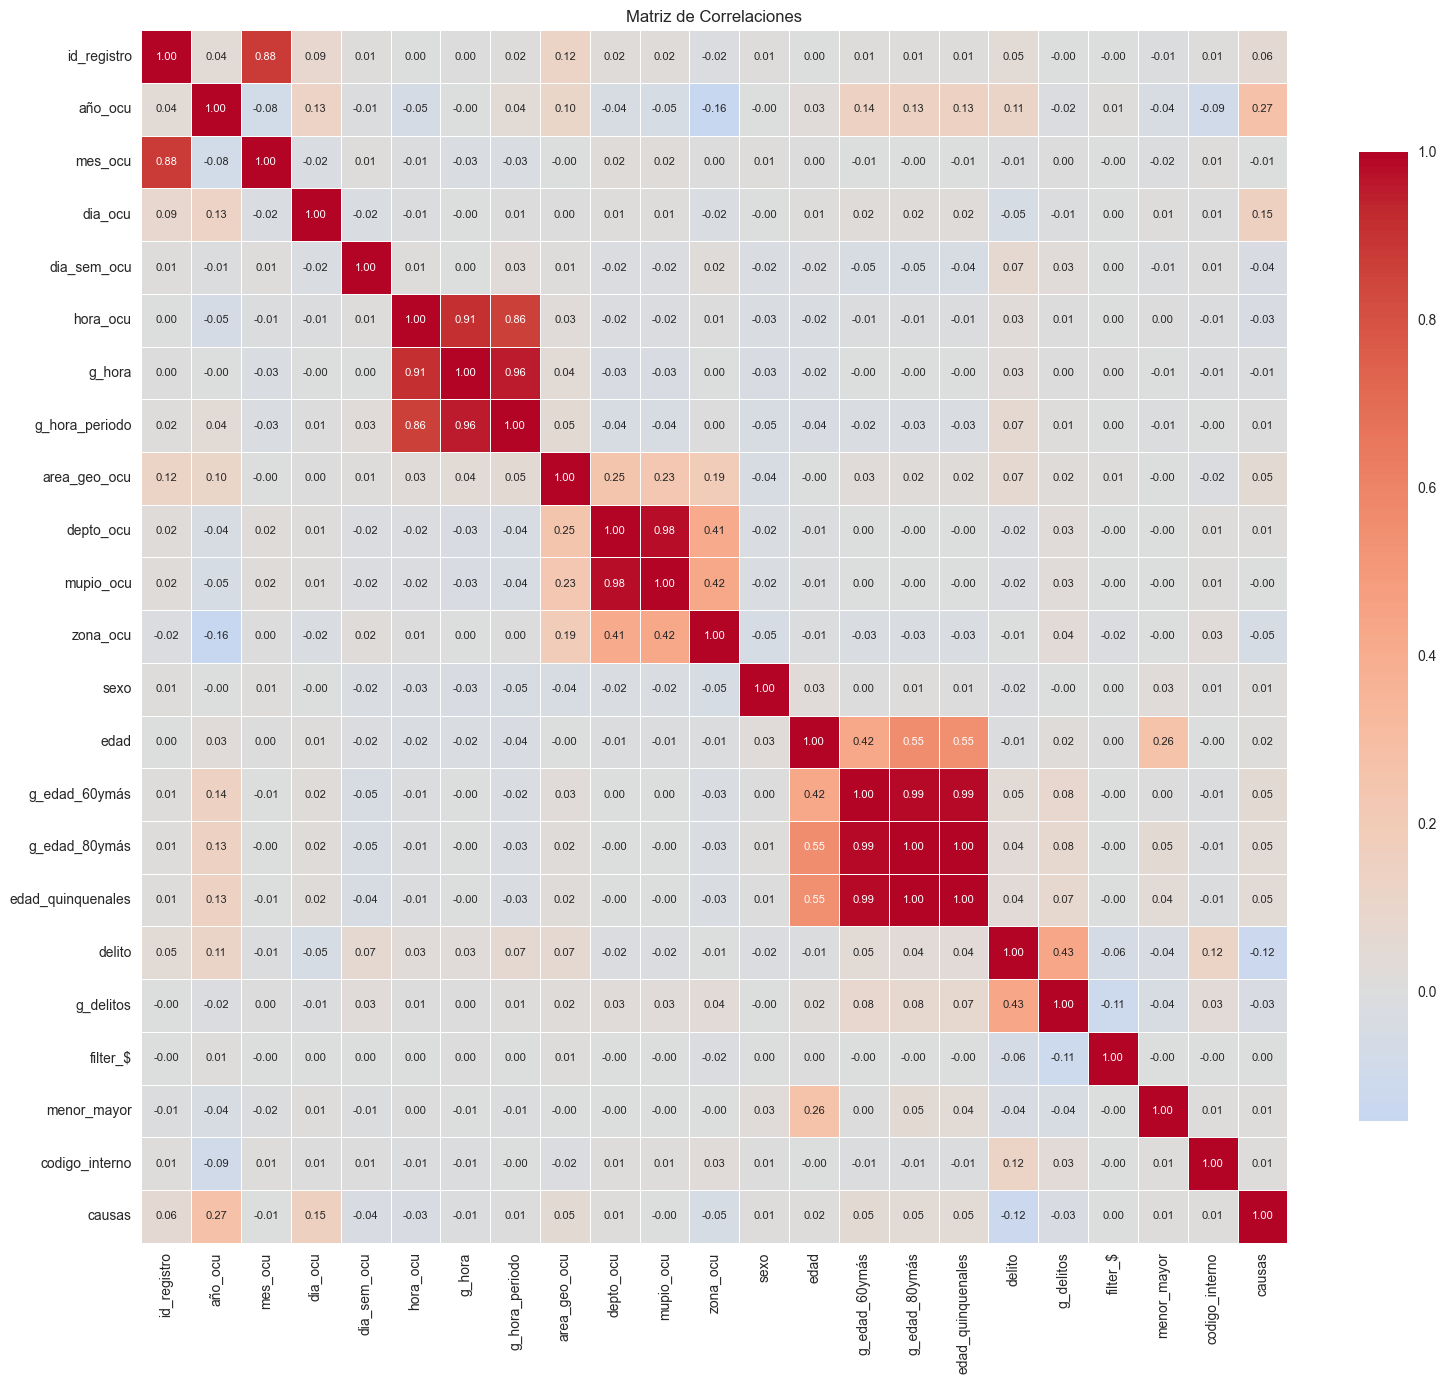 Matriz de Correlaciones
id_registro 1.00 0.04 0.88 0.09 0.01 0.00 0.00 0.02 0.12 0.02 0.02 -0.02 0.01 0.00 0.01 0.01 0.01 0.05 -0.00 -0.00 -0.01 0.01 0.06
año_ocu 0.04 1.00 -0.08 0.13 -0.01 -0.05 -0.00 0.04 0.10 -0.04 -0.05 -0.16 -0.00 0.03 0.14 0.13 0.13 0.11 -0.02 0.01 -0.04 -0.09 0.27
mes_ocu 0.88 -0.08 1.00 -0.02 0.01 -0.01 -0.03 -0.03 -0.00 0.02 0.02 0.00 0.01 0.00 -0.01 -0.00 -0.01 -0.01 0.00 -0.00 -0.02 0.01 -0.01
dia_ocu 0.09 0.13 -0.02 1.00 -0.02 -0.01 -0.00 0.01 0.00 0.01 0.01 -0.02 -0.00 0.01 0.02 0.02 0.02 -0.05 -0.01 0.00 0.01 0.01 0.15
dia_sem_ocu 0.01 -0.01 0.01 -0.02 1.00 0.01 0.00 0.03 0.01 -0.02 -0.02 0.02 -0.02 -0.02 -0.05 -0.05 -0.04 0.07 0.03 0.00 -0.01 0.01 -0.04
hora_ocu 0.00 -0.05 -0.01 -0.01 0.01 1.00 0.91 0.86 0.03 -0.02 -0.02 0.01 -0.03 -0.02 -0.01 -0.01 -0.01 0.03 0.01 0.00 0.00 -0.01 -0.03
g_hora 0.00 -0.00 -0.03 -0.00 0.00 0.91 1.00 0.96 0.04 -0.03 -0.03 0.00 -0.03 -0.02 -0.00 -0.00 -0.00 0.03 0.00 0.00 -0.01 -0.01 -0.01
g_hora_periodo 0.02 0.04 -0.03 0.01 0.03 0.86 0.96 1.00 0.05 -0.04 -0.04 0.00 -0.05 -0.04 -0.02 -0.03 -0.03 0.07 0.01 0.00 -0.01 -0.00 0.01
area_geo_ocu 0.12 0.10 -0.00 0.00 0.01 0.03 0.04 0.05 1.00 0.25 0.23 0.19 -0.04 -0.00 0.03 0.02 0.02 0.07 0.02 0.01 -0.00 -0.02 0.05
depto_ocu 0.02 -0.04 0.02 0.01 -0.02 -0.02 -0.03 -0.04 0.25 1.00 0.98 0.41 -0.02 -0.01 0.00 -0.00 -0.00 -0.02 0.03 -0.00 -0.00 0.01 0.01
mupio_ocu 0.02 -0.05 0.02 0.01 -0.02 -0.02 -0.03 -0.04 0.23 0.98 1.00 0.42 -0.02 -0.01 0.00 -0.00 -0.00 -0.02 0.03 -0.00 -0.00 0.01 -0.00
zona_ocu -0.02 -0.16 0.00 -0.02 0.02 0.01 0.00 0.00 0.19 0.41 0.42 1.00 -0.05 -0.01 -0.03 -0.03 -0.03 -0.01 0.04 -0.02 -0.00 0.03 -0.05
sexo 0.01 -0.00 0.01 -0.00 -0.02 -0.03 -0.03 -0.05 -0.04 -0.02 -0.02 -0.05 1.00 0.03 0.00 0.01 0.01 -0.02 -0.00 0.00 0.03 0.01 0.01
edad 0.00 0.03 0.00 0.01 -0.02 -0.02 -0.02 -0.04 -0.00 -0.01 -0.01 -0.01 0.03 1.00 0.42 0.55 0.55 -0.01 0.02 0.00 0.26 -0.00 0.02
g_edad_60ymás 0.01 0.14 -0.01 0.02 -0.05 -0.01 -0.00 -0.02 0.03 0.00 0.00 -0.03 0.00 0.42 1.00 0.99 0.99 0.05 0.08 -0.00 0.00 -0.01 0.05
g_edad_80ymás 0.01 0.13 -0.00 0.02 -0.05 -0.01 -0.00 -0.03 0.02 -0.00 -0.00 -0.03 0.01 0.55 0.99 1.00 1.00 0.04 0.08 -0.00 0.05 -0.01 0.05
edad_quinquenales 0.01 0.13 -0.01 0.02 -0.04 -0.01 -0.00 -0.03 0.02 -0.00 -0.00 -0.03 0.01 0.55 0.99 1.00 1.00 0.04 0.07 -0.00 0.04 -0.01 0.05
delito 0.05 0.11 -0.01 -0.05 0.07 0.03 0.03 0.07 0.07 -0.02 -0.02 -0.01 -0.02 -0.01 0.05 0.04 0.04 1.00 0.43 -0.06 -0.04 0.12 -0.12
g_delitos -0.00 -0.02 0.00 -0.01 0.03 0.01 0.00 0.01 0.02 0.03 0.03 0.04 -0.00 0.02 0.08 0.08 0.07 0.43 1.00 -0.11 -0.04 0.03 -0.03
filter_$ -0.00 0.01 -0.00 0.00 0.00 0.00 0.00 0.00 0.01 -0.00 -0.00 -0.02 0.00 0.00 -0.00 -0.00 -0.00 -0.06 -0.11 1.00 -0.00 -0.00 0.00
menor_mayor -0.01 -0.04 -0.02 0.01 -0.01 0.00 -0.01 -0.01 -0.00 -0.00 -0.00 -0.00 0.03 0.26 0.00 0.05 0.04 -0.04 -0.04 -0.00 1.00 0.01 0.01
codigo_interno 0.01 -0.09 0.01 0.01 0.01 -0.01 -0.01 -0.00 -0.02 0.01 0.01 0.03 0.01 -0.00 -0.01 -0.01 -0.01 0.12 0.03 -0.00 0.01 1.00 0.01
causas 0.06 0.27 -0.01 0.15 -0.04 -0.03 -0.01 0.01 0.05 0.01 -0.00 -0.05 0.01 0.02 0.05 0.05 0.05 -0.12 -0.03 0.00 0.01 0.01 1.00
id_registro
año_ocu
mes_ocu
dia_ocu
dia_sem_ocu
hora_ocu
g_hora
g_hora_periodo
area_geo_ocu
depto_ocu
mupio_ocu
zona_ocu
sexo
edad
g_edad_60ymás
g_edad_80ymás
edad_quinquenales
delito
g_delitos
filter_$
menor_mayor
codigo_interno
causas
1.0
0.8
0.6
0.4
0.2
0.0